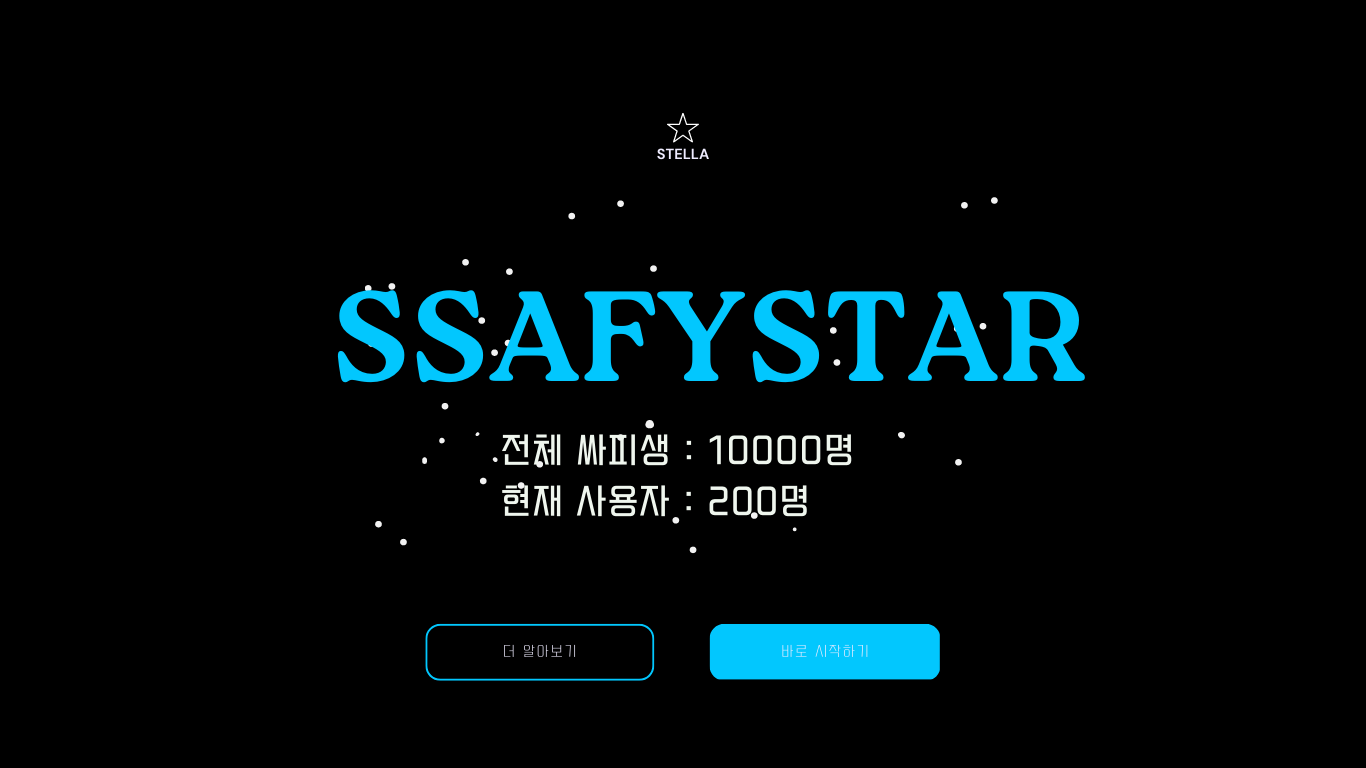 STELLA
SSAFYSTAR
전체 싸피생 : 10000명
현재 사용자 : 200명
더 알아보기
바로 시작하기